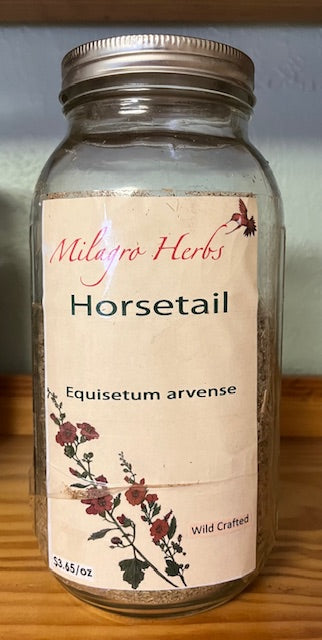 Milagro Herbs
Horsetail
Equisetum arvense
Wild Crafted
$3.65/oz